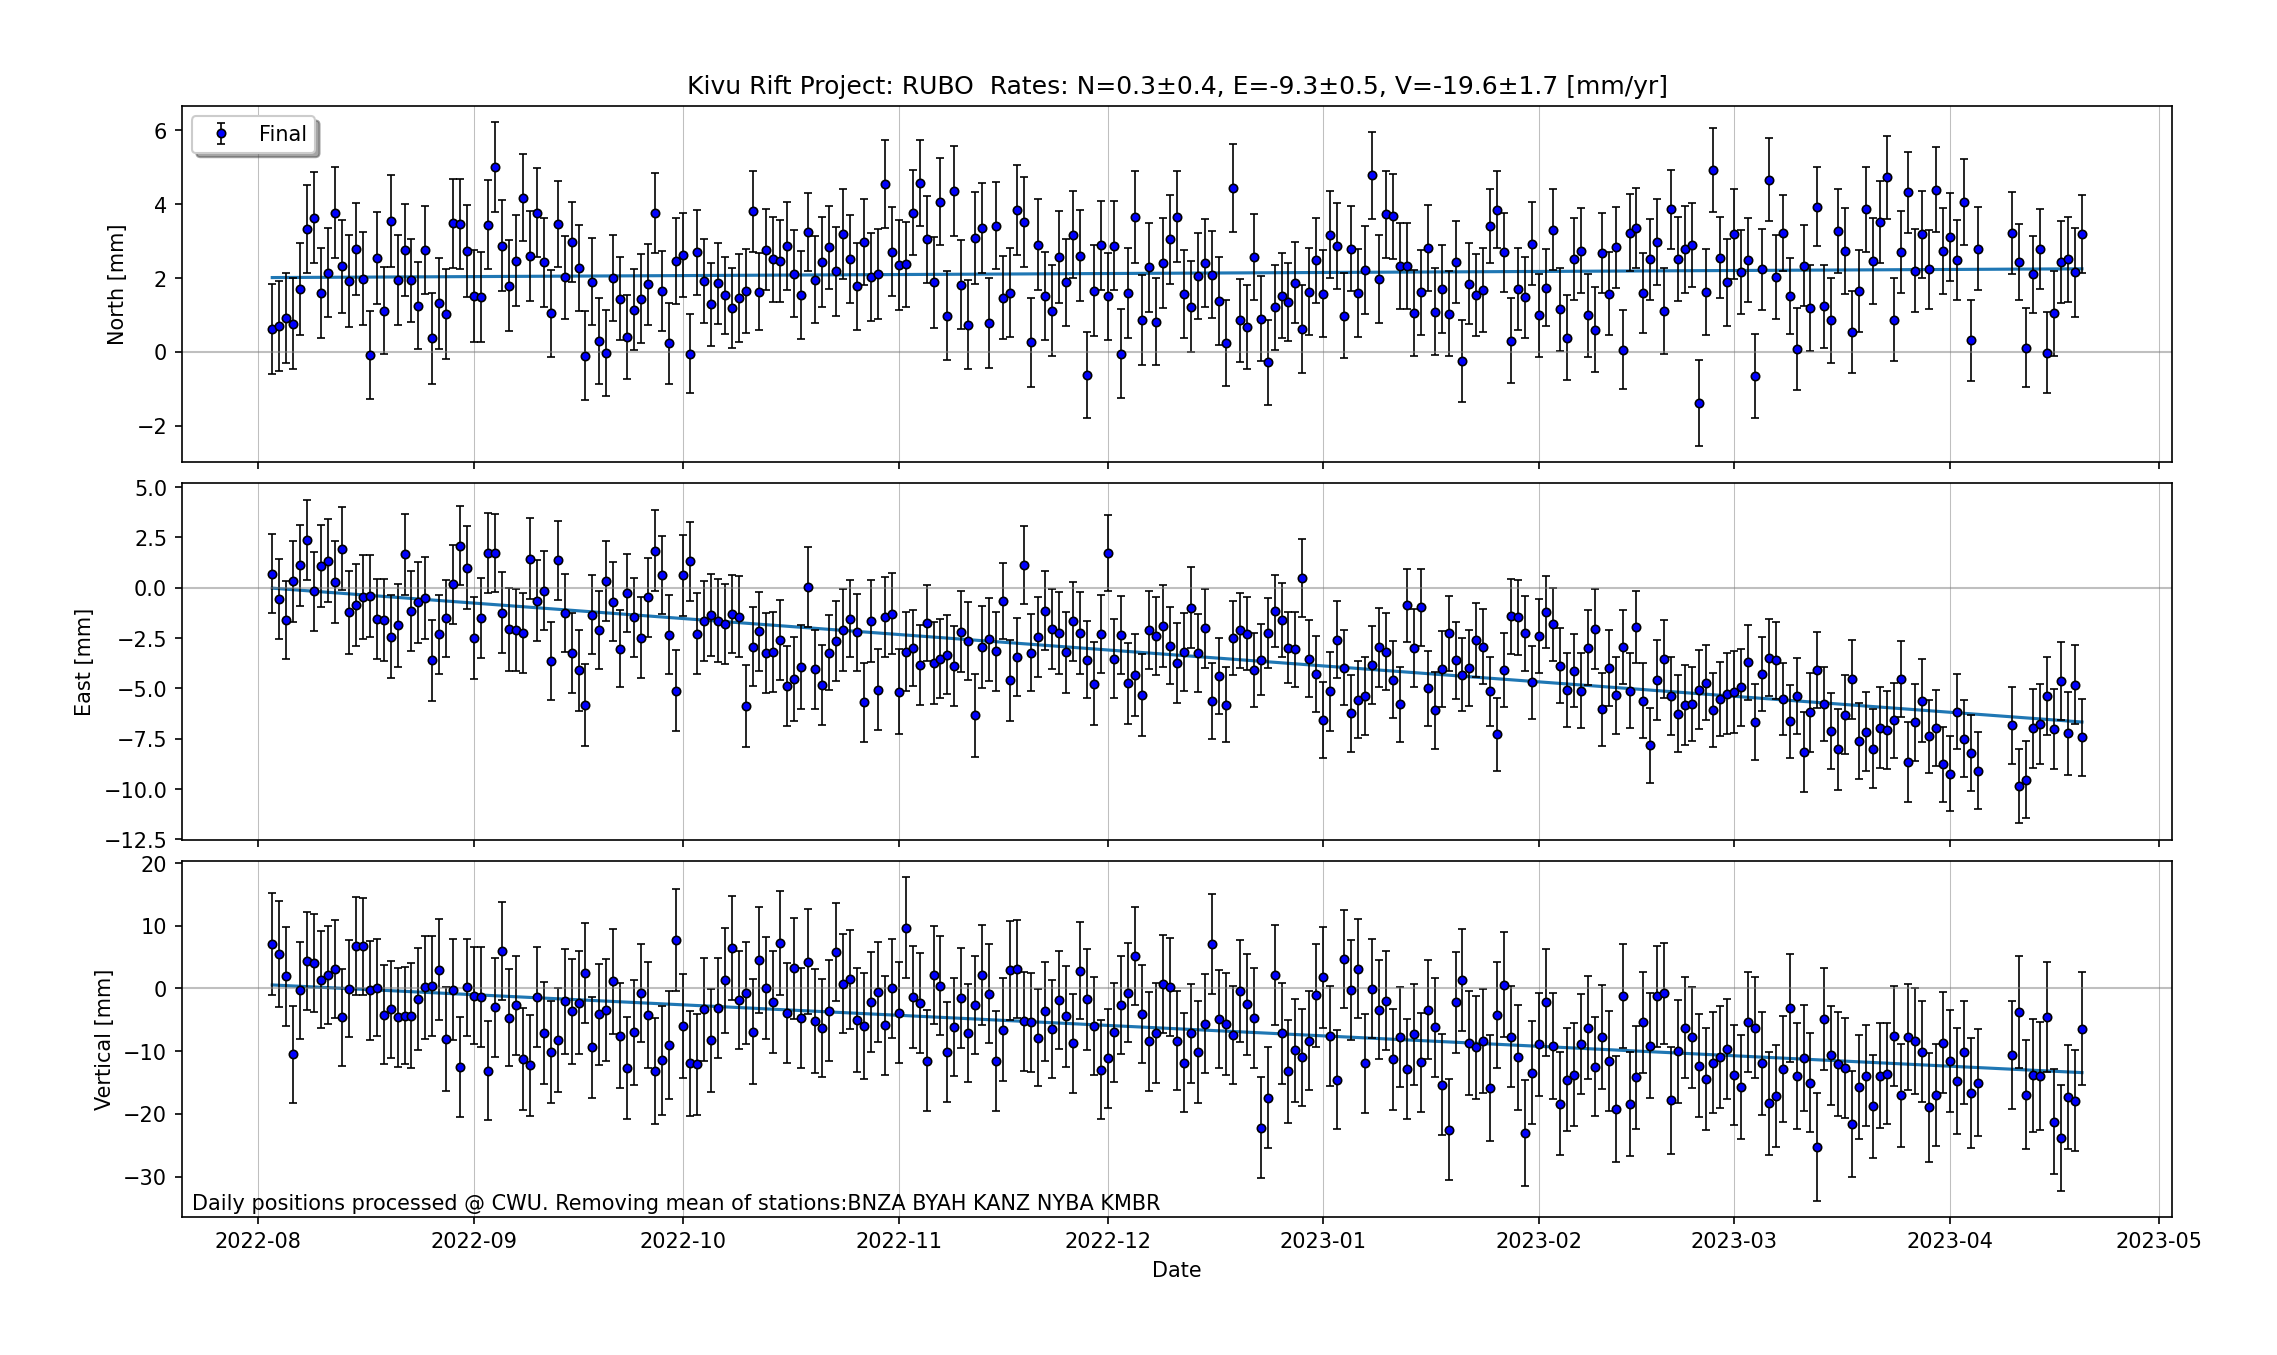 Kivu Rift Project: RUBO  Rates: N=0.3±0.4, E=-9.3±0.5, V=-19.6±1.7 [mm/yr]
Final
6
4
2
0
−2
North [mm]
5.0
2.5
0.0
−2.5
−5.0
−7.5
−10.0
−12.5
East [mm]
20
10
0
−10
−20
−30
Vertical [mm]
Daily positions processed @ CWU. Removing mean of stations:BNZA BYAH KANZ NYBA KMBR
2022-08 2022-09 2022-10 2022-11 2022-12 2023-01 2023-02 2023-03 2023-04 2023-05
Date